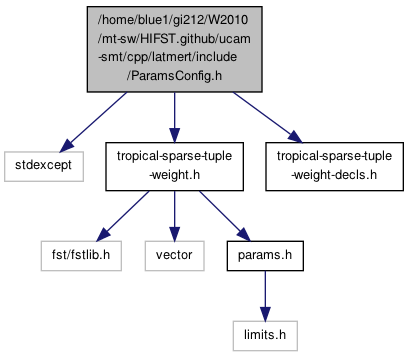 /home/blue1/gi212/W2010
/mt-sw/HIFST.github/ucam
-smt/cpp/latmert/include
/ParamsConfig.h
stdexcept
tropical-sparse-tuple
-weight.h
tropical-sparse-tuple
-weight-decls.h
fst/fstlib.h
vector
params.h
limits.h